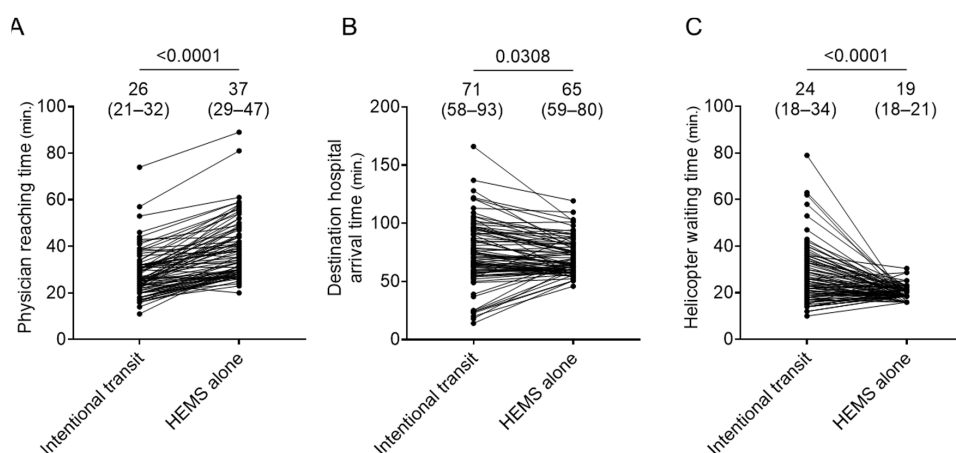 A
<0.0001
26
(21–32)
37
(29–47)
Physician reaching time (min.)
100
80
60
40
20
0
Intentional transit
HEMS alone
B
0.0308
71
(58–93)
65
(59–80)
Destination hospital
arrival time (min.)
200
150
100
50
0
Intentional transit
HEMS alone
C
<0.0001
24
(18–34)
19
(18–21)
Helicopter waiting time (min.)
100
80
60
40
20
0
Intentional transit
HEMS alone